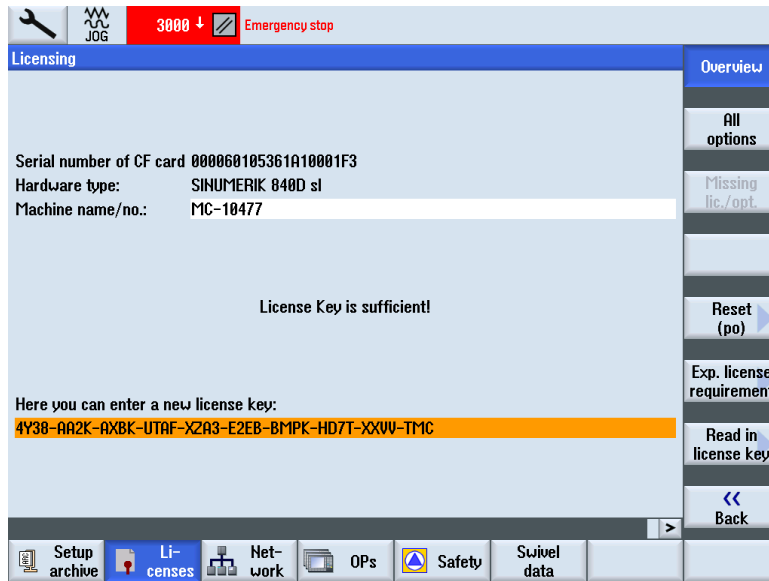 JOG
3000 ↓ Emergency stop
Licensing
Serial number of CF card 000060105361A10001F3
Hardware type: SINUMERIK 840D sl
Machine name/no.: MC-10477
License Key is sufficient!
Here you can enter a new license key:
4Y38-AA2K-AXBK-UTAF-XZA3-E2EB-BMPK-HD7T-XXVV-TMC
>
Overview
All
options
Missing
lic./opt.
Reset
(po)
Exp. license
requirement
Read in
license key
<<
Back
Setup
archive
Li-
censes
Net-
work
OPs
Safety
Swivel
data